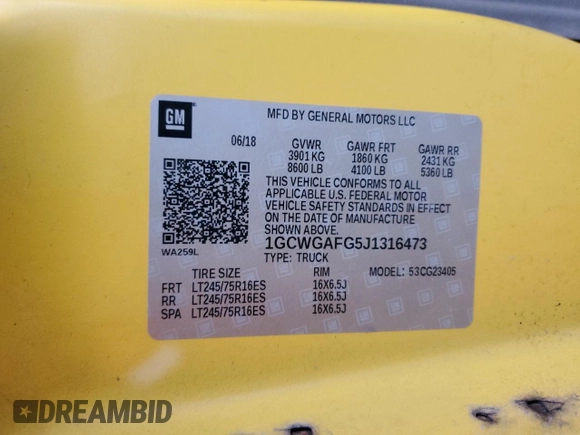 GM
MFD BY GENERAL MOTORS LLC
06/18 GVWR GAWR FRT GAWR RR
3901 KG 1860 KG 2431 KG
8600 LB 4100 LB 5360 LB
THIS VEHICLE CONFORMS TO ALL
APPLICABLE U.S. FEDERAL MOTOR
VEHICLE SAFETY STANDARDS IN EFFECT
ON THE DATE OF MANUFACTURE
SHOWN ABOVE.
1GCWGAFG5J1316473
WA259L
TYPE: TRUCK MODEL: 53CG23405
TIRE SIZE RIM
FRT LT245/75R16ES 16X6.5J
RR LT245/75R16ES 16X6.5J
SPA LT245/75R16ES 16X6.5J
DREAMBID